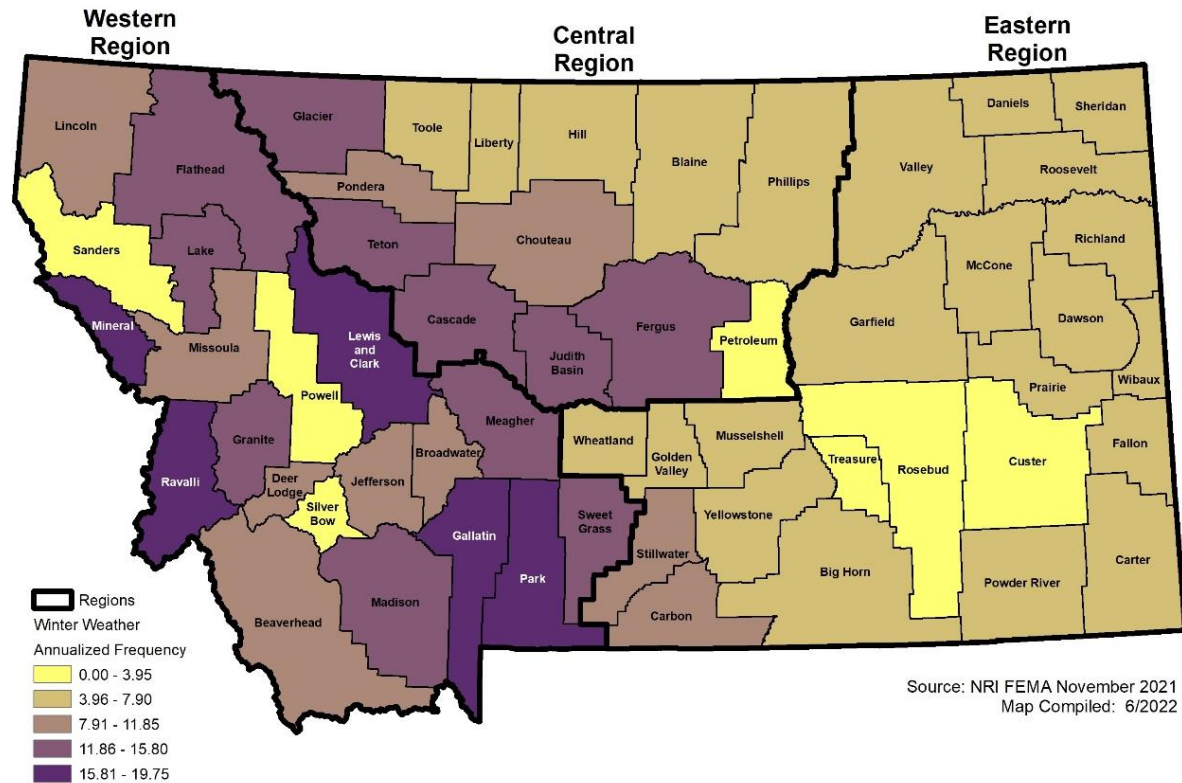 Western
Region
Central
Region
Eastern
Region
Lincoln
Flathead
Glacier
Toole
Liberty
Hill
Blaine
Phillips
Valley
Daniels
Sheridan
Roosevelt
Pondera
Sanders
Lake
Teton
Chouteau
Richland
McCone
Mineral
Missoula
Lewis
and
Clark
Cascade
Judith
Basin
Fergus
Petroleum
Garfield
Dawson
Powell
Prairie
Wibaux
Meagher
Ravalli
Granite
Deer
Lodge
Broadwater
Jefferson
Wheatland
Golden
Valley
Musselshell
Treasure
Rosebud
Custer
Fallon
Silver
Bow
Gallatin
Park
Sweet
Grass
Stillwater
Yellowstone
Big Horn
Powder River
Carter
Beaverhead
Madison
Carbon
Regions
Winter Weather
Annualized Frequency
0.00 - 3.95
3.96 - 7.90
7.91 - 11.85
11.86 - 15.80
15.81 - 19.75
Source: NRI FEMA November 2021
Map Compiled: 6/2022